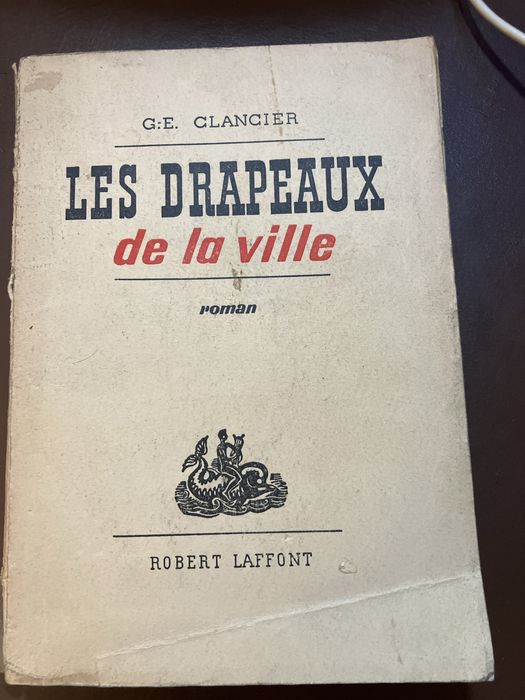 G.-E. CLANCIER
LES DRAPEAUX
de la ville
roman
ROBERT LAFFONT